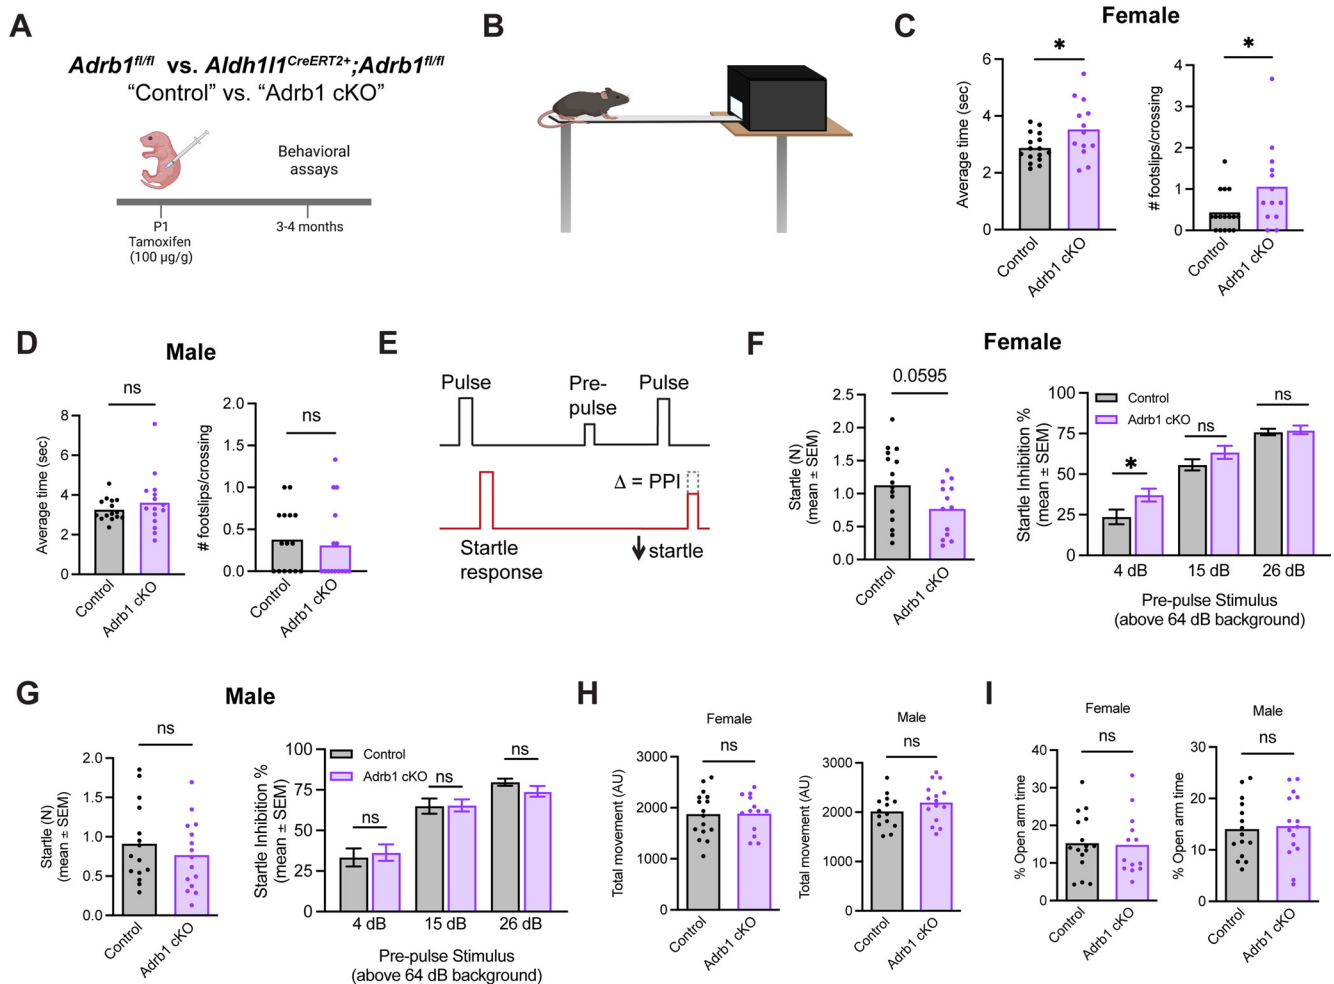 A
Adrb1fl/fl vs. Aldh1l1CreERT2+;Adrb1fl/fl
“Control” vs. “Adrb1 cKO”
Behavioral
assays
P1
Tamoxifen
(100 µg/g)
3-4 months
B
C
Female
Average time (sec)
6
4
2
0
*
Control
Adrb1 cKO
# footslips/crossing
4
3
2
1
0
*
Control
Adrb1 cKO
D
Male
Average time (sec)
8
6
4
2
0
ns
Control
Adrb1 cKO
# footslips/crossing
2.0
1.5
1.0
0.5
0.0
ns
Control
Adrb1 cKO
E
Pulse
Pre-
pulse
Pulse
Δ = PPI
Startle
response
↓ startle
F
Female
Startle (N)
(mean ± SEM)
2.5
2.0
1.5
1.0
0.5
0.0
0.0595
Control
Adrb1 cKO
Startle Inhibition %
(mean ± SEM)
100
75
50
25
0
Control
Adrb1 cKO
*
ns
ns
4 dB
15 dB
26 dB
Pre-pulse Stimulus
(above 64 dB background)
G
Male
Startle (N)
(mean ± SEM)
2.0
1.5
1.0
0.5
0.0
ns
Control
Adrb1 cKO
Startle Inhibition %
(mean ± SEM)
100
75
50
25
0
Control
Adrb1 cKO
ns
ns
ns
4 dB
15 dB
26 dB
Pre-pulse Stimulus
(above 64 dB background)
H
Female
Total movement (AU)
3000
2000
1000
0
ns
Control
Adrb1 cKO
Male
Total movement (AU)
3000
2000
1000
0
ns
Control
Adrb1 cKO
I
Female
% Open arm time
40
30
20
10
0
ns
Control
Adrb1 cKO
Male
% Open arm time
30
20
10
0
ns
Control
Adrb1 cKO